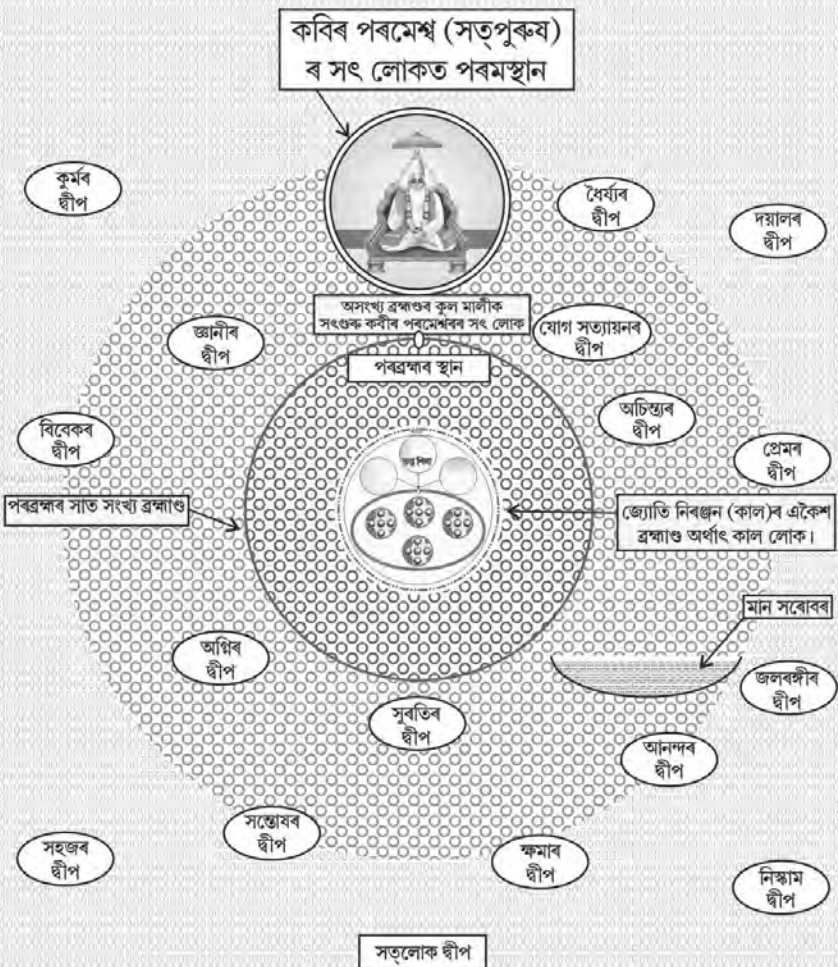 কবিৰ পৰমেশ্ব (সত্পুৰুষ)
ৰ সৎ লোকত পৰমস্থান
কুৰ্মৰ
দ্বীপ
ধৈৰ্য্যৰ
দ্বীপ
দয়ালৰ
দ্বীপ
অসংখ্য ব্ৰহ্মণ্ডৰ কুল মালীক
সৎগুৰু কবীৰ পৰমেশ্বৰৰ সৎ লোক
জ্ঞানীৰ
দ্বীপ
যোগ সত্যায়নৰ
দ্বীপ
পৰব্ৰহ্মৰ স্থান
অচিন্ত্যৰ
দ্বীপ
বিবেকৰ
দ্বীপ
প্ৰেমৰ
দ্বীপ
পৰব্ৰহ্মৰ সাত সংখ্য ব্ৰহ্মাণ্ড
জ্যোতি নিৰঞ্জন (কাল)ৰ একৈশ
ব্ৰহ্মাণ্ড অৰ্থাৎ কাল লোক।
মান সৰোবৰ
অগ্নিৰ
দ্বীপ
জলৰঙ্গীৰ
দ্বীপ
সুৰতিৰ
দ্বীপ
আনন্দৰ
দ্বীপ
সন্তোষৰ
দ্বীপ
সহজৰ
দ্বীপ
ক্ষমাৰ
দ্বীপ
নিস্কাম
দ্বীপ
সত্লোক দ্বীপ